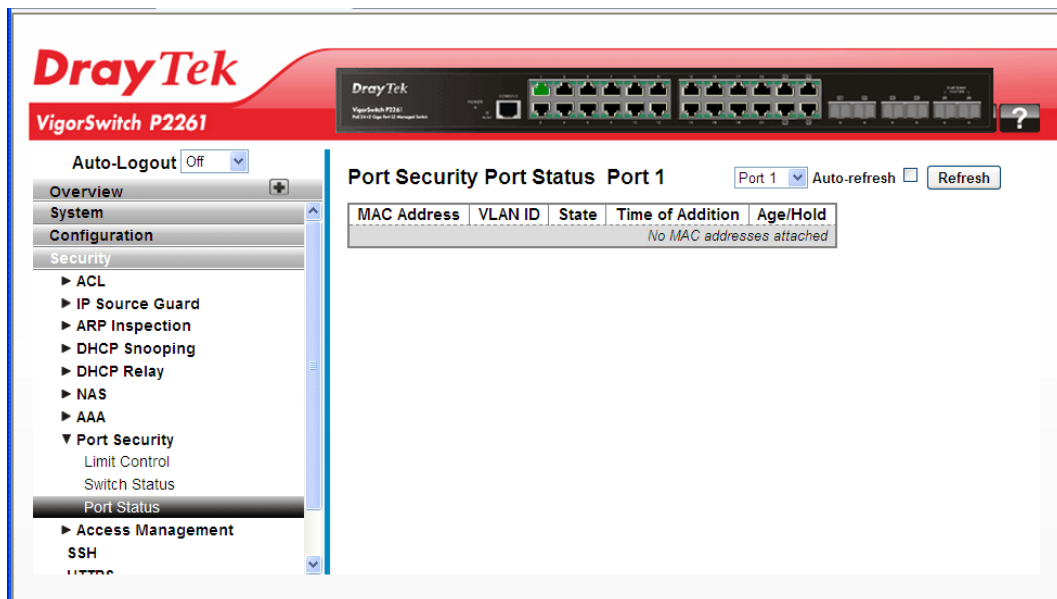 DrayTek
VigorSwitch P2261
DrayTek
VigorSwitch P2261
CONSOLE
POWER
?
Auto-Logout Off
Overview
System
Configuration
Security
ACL
IP Source Guard
ARP Inspection
DHCP Snooping
DHCP Relay
NAS
AAA
Port Security
Limit Control
Switch Status
Port Status
Access Management
SSH
HTTPS
Port Security Port Status Port 1
Port 1 Auto-refresh Refresh
MAC Address VLAN ID State Time of Addition Age/Hold
No MAC addresses attached